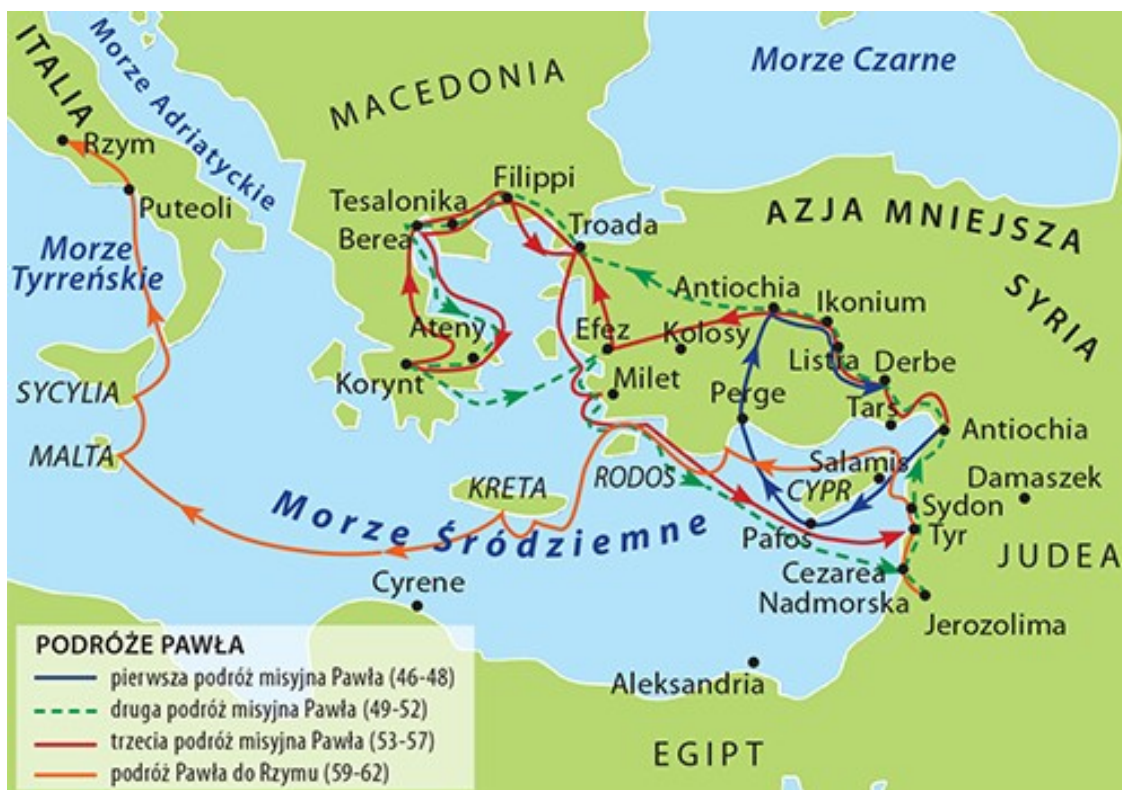 ITALIA
Morze Adriatyckie
MACEDONIA
Morze Czarne
Rzym
Puteoli
Filippi
Tesalonika
Berea
Troada
AZJA MNIEJSZA
Morze
Tyrreńskie
SYRIA
Antiochia
Ikonium
Ateny
Efez
Kolosy
Listra
Derbe
Korynt
Milet
Perge
Tars
SYCYLIA
Antiochia
MALTA
KRETA
RODOS
Salamis
CYPR
Damaszek
Sydon
Morze Śródziemne
Pafos
Tyr
JUDEA
Cyrene
Cezarea
Nadmorska
Jerozolima
Aleksandria
EGIPT
PODRÓŻE PAWŁA
pierwsza podróż misyjna Pawła (46-48)
druga podróż misyjna Pawła (49-52)
trzecia podróż misyjna Pawła (53-57)
podróż Pawła do Rzymu (59-62)